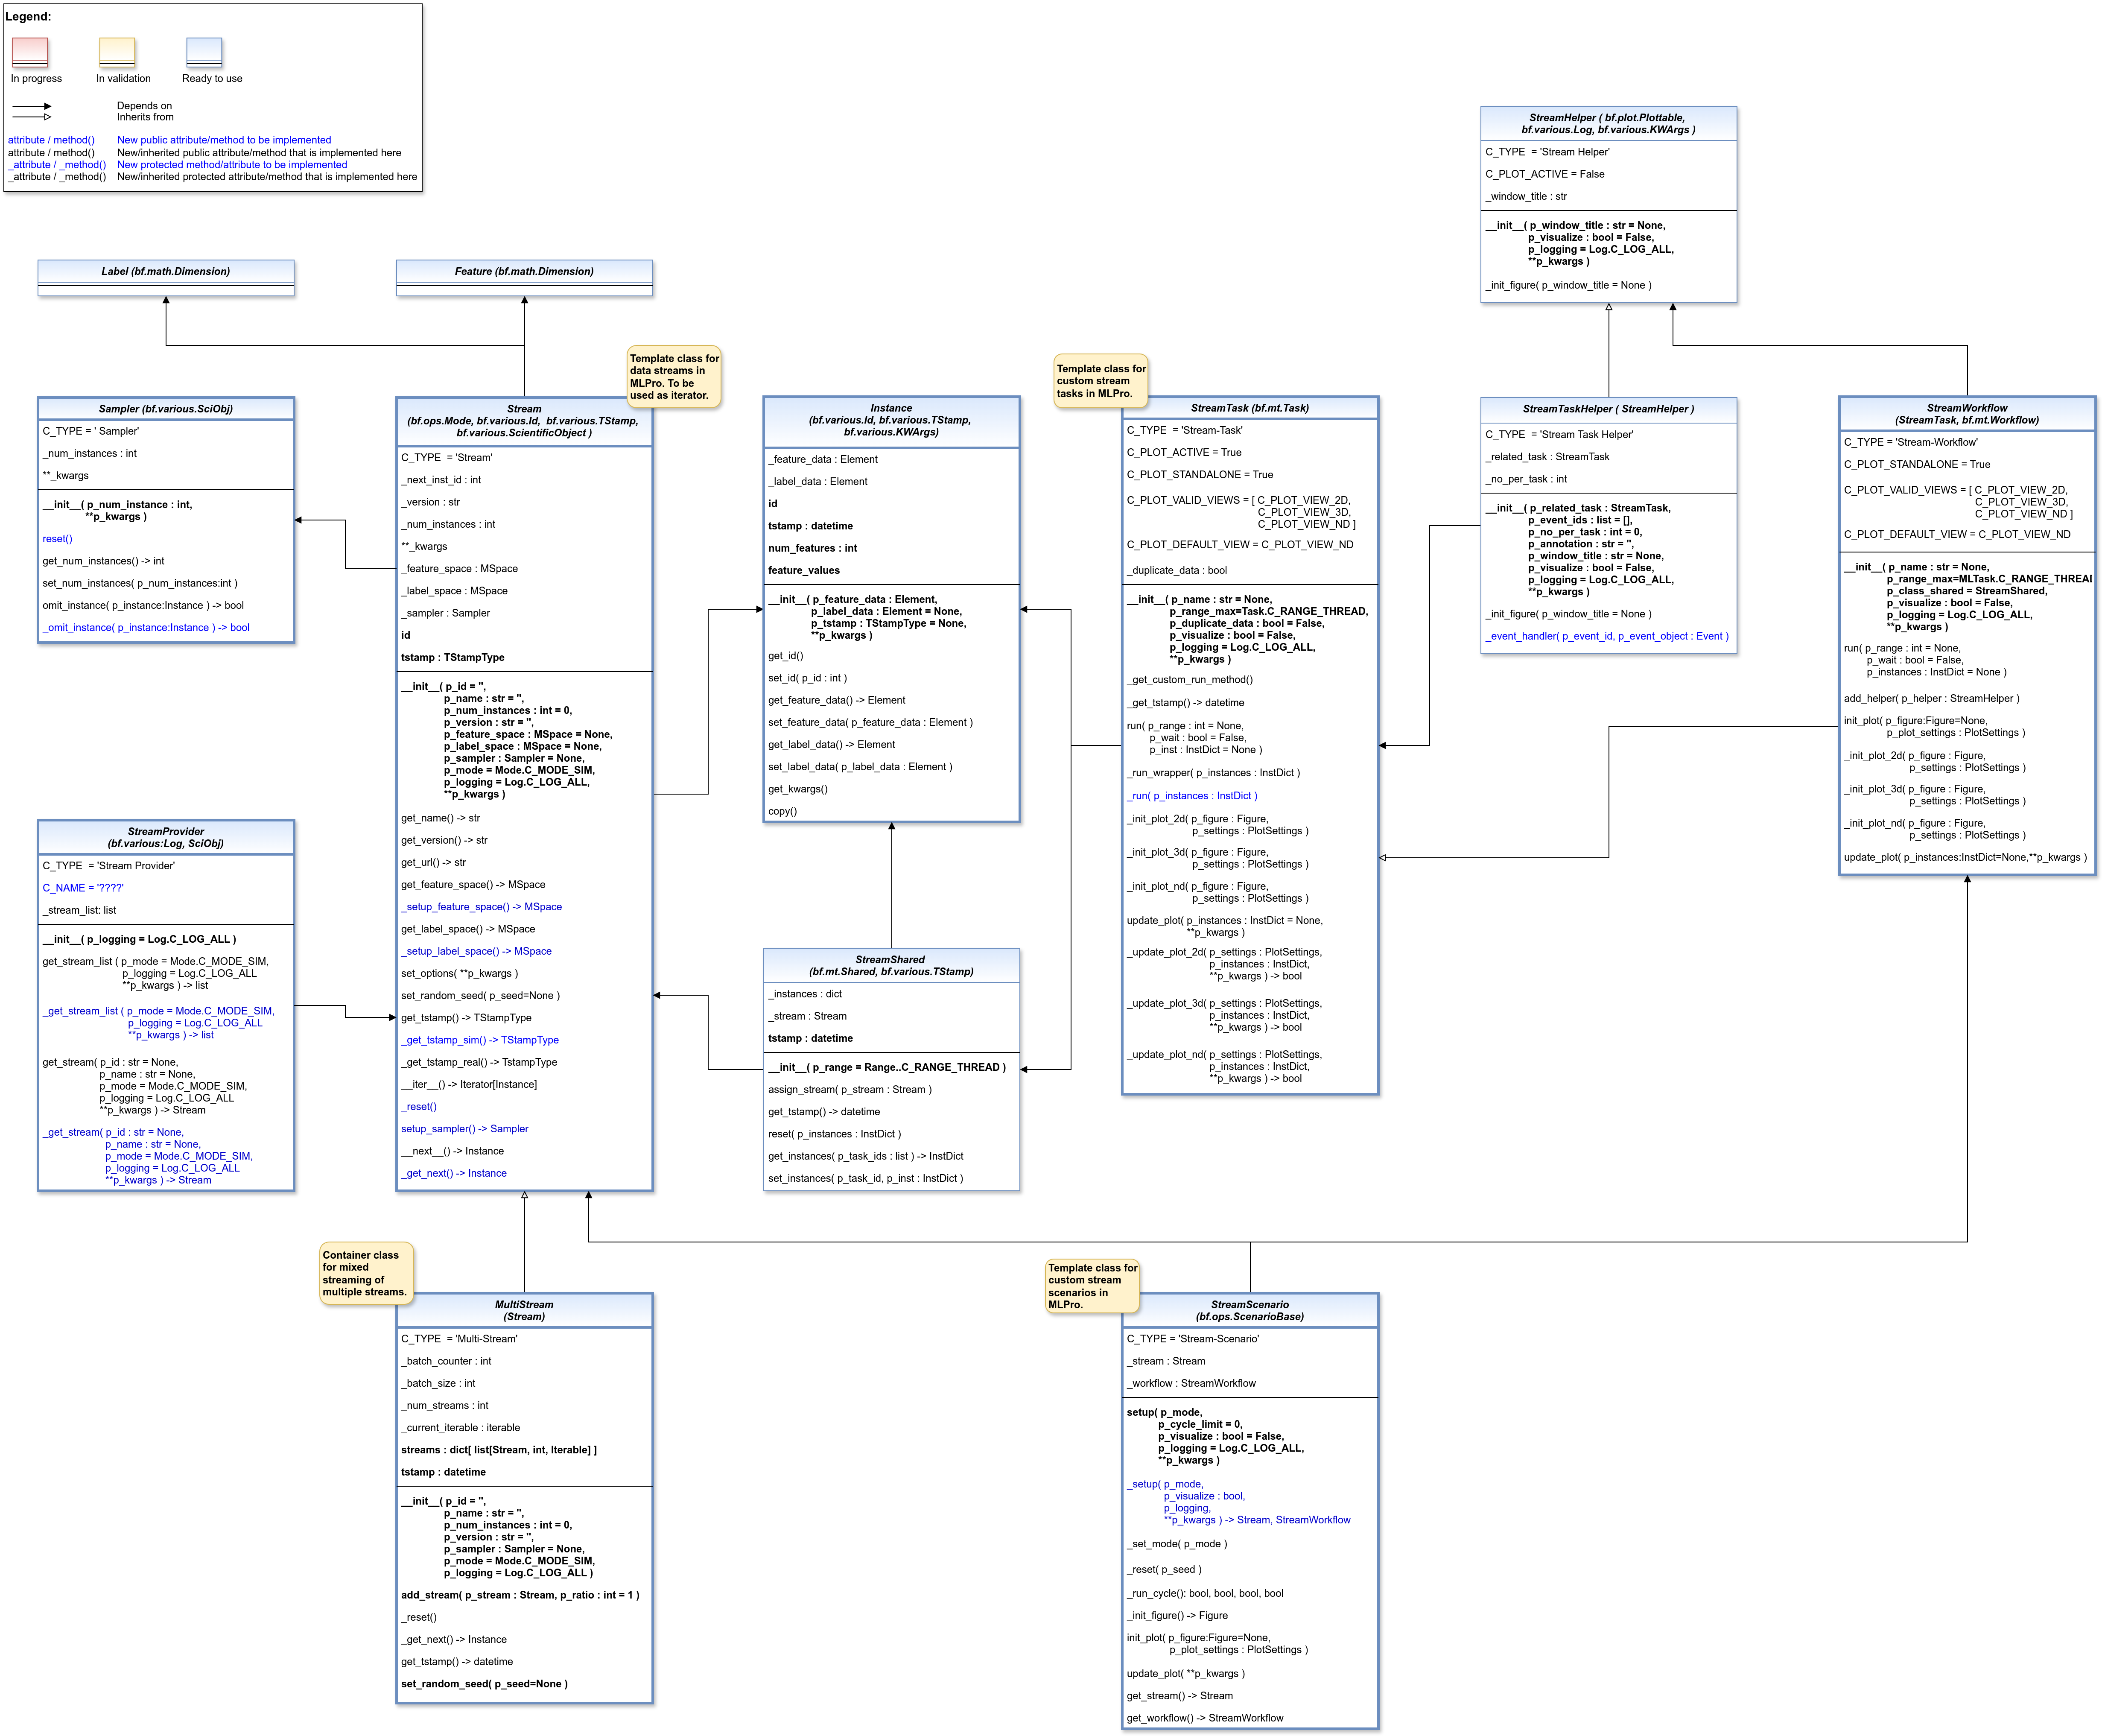 Legend:
In progress
In validation
Ready to use
Depends on
Inherits from
attribute / method() New public attribute/method to be implemented
attribute / method() New/inherited public attribute/method that is implemented here
_attribute / _method() New protected method/attribute to be implemented
_attribute / _method() New/inherited protected attribute/method that is implemented here
StreamHelper ( bf.plot.Plottable,
bf.various.Log, bf.various.KWArgs )
C_TYPE = 'Stream Helper'
C_PLOT_ACTIVE = False
_window_title : str
__init__( p_window_title : str = None,
p_visualize : bool = False,
p_logging = Log.C_LOG_ALL,
**p_kwargs )
_init_figure( p_window_title = None )
Label (bf.math.Dimension)
Feature (bf.math.Dimension)
Template class for
data streams in
MLPro. To be
used as iterator.
Template class for
custom stream
tasks in MLPro.
Sampler (bf.various.SciObj)
C_TYPE = ' Sampler'
_num_instances : int
**_kwargs
__init__( p_num_instance : int,
**p_kwargs )
reset()
get_num_instances() -> int
set_num_instances( p_num_instances:int )
omit_instance( p_instance:Instance ) -> bool
_omit_instance( p_instance:Instance ) -> bool
Stream
(bf.ops.Mode, bf.various.Id, bf.various.TStamp,
bf.various.ScientificObject )
C_TYPE = 'Stream'
_next_inst_id : int
_version : str
_num_instances : int
**_kwargs
_feature_space : MSpace
_label_space : MSpace
_sampler : Sampler
id
tstamp : TStampType
__init__( p_id = '',
p_name : str = '',
p_num_instances : int = 0,
p_version : str = '',
p_feature_space : MSpace = None,
p_label_space : MSpace = None,
p_sampler : Sampler = None,
p_mode = Mode.C_MODE_SIM,
p_logging = Log.C_LOG_ALL,
**p_kwargs )
get_name() -> str
get_version() -> str
get_url() -> str
get_feature_space() -> MSpace
_setup_feature_space() -> MSpace
get_label_space() -> MSpace
_setup_label_space() -> MSpace
set_options( **p_kwargs )
set_random_seed( p_seed=None )
get_tstamp() -> TStampType
_get_tstamp_sim() -> TStampType
_get_tstamp_real() -> TstampType
__iter__() -> Iterator[Instance]
_reset()
setup_sampler() -> Sampler
__next__() -> Instance
_get_next() -> Instance
Instance
(bf.various.Id, bf.various.TStamp,
bf.various.KWArgs)
_feature_data : Element
_label_data : Element
id
tstamp : datetime
num_features : int
feature_values
__init__( p_feature_data : Element,
p_label_data : Element = None,
p_tstamp : TStampType = None,
**p_kwargs )
get_id()
set_id( p_id : int )
get_feature_data() -> Element
set_feature_data( p_feature_data : Element )
get_label_data() -> Element
set_label_data( p_label_data : Element )
get_kwargs()
copy()
StreamTask (bf.mt.Task)
C_TYPE = 'Stream-Task'
C_PLOT_ACTIVE = True
C_PLOT_STANDALONE = True
C_PLOT_VALID_VIEWS = [ C_PLOT_VIEW_2D,
C_PLOT_VIEW_3D,
C_PLOT_VIEW_ND ]
C_PLOT_DEFAULT_VIEW = C_PLOT_VIEW_ND
_duplicate_data : bool
__init__( p_name : str = None,
p_range_max=Task.C_RANGE_THREAD,
p_duplicate_data : bool = False,
p_visualize : bool = False,
p_logging = Log.C_LOG_ALL,
**p_kwargs )
_get_custom_run_method()
_get_tstamp() -> datetime
run( p_range : int = None,
p_wait : bool = False,
p_inst : InstDict = None )
_run_wrapper( p_instances : InstDict )
_run( p_instances : InstDict )
_init_plot_2d( p_figure : Figure,
p_settings : PlotSettings )
_init_plot_3d( p_figure : Figure,
p_settings : PlotSettings )
_init_plot_nd( p_figure : Figure,
p_settings : PlotSettings )
update_plot( p_instances : InstDict = None,
**p_kwargs )
_update_plot_2d( p_settings : PlotSettings,
p_instances : InstDict,
**p_kwargs ) -> bool
_update_plot_3d( p_settings : PlotSettings,
p_instances : InstDict,
**p_kwargs ) -> bool
_update_plot_nd( p_settings : PlotSettings,
p_instances : InstDict,
**p_kwargs ) -> bool
StreamTaskHelper ( StreamHelper )
C_TYPE = 'Stream Task Helper'
_related_task : StreamTask
_no_per_task : int
__init__( p_related_task : StreamTask,
p_event_ids : list = [],
p_no_per_task : int = 0,
p_annotation : str = '',
p_window_title : str = None,
p_visualize : bool = False,
p_logging = Log.C_LOG_ALL,
**p_kwargs )
_init_figure( p_window_title = None )
_event_handler( p_event_id, p_event_object : Event )
StreamWorkflow
(StreamTask, bf.mt.Workflow)
C_TYPE = 'Stream-Workflow'
C_PLOT_STANDALONE = True
C_PLOT_VALID_VIEWS = [ C_PLOT_VIEW_2D,
C_PLOT_VIEW_3D,
C_PLOT_VIEW_ND ]
C_PLOT_DEFAULT_VIEW = C_PLOT_VIEW_ND
__init__( p_name : str = None,
p_range_max=MLTask.C_RANGE_THREAD
p_class_shared = StreamShared,
p_visualize : bool = False,
p_logging = Log.C_LOG_ALL,
**p_kwargs )
run( p_range : int = None,
p_wait : bool = False,
p_instances : InstDict = None )
add_helper( p_helper : StreamHelper )
init_plot( p_figure:Figure=None,
p_plot_settings : PlotSettings )
_init_plot_2d( p_figure : Figure,
p_settings : PlotSettings )
_init_plot_3d( p_figure : Figure,
p_settings : PlotSettings )
_init_plot_nd( p_figure : Figure,
p_settings : PlotSettings )
update_plot( p_instances:InstDict=None,**p_kwargs )
StreamProvider
(bf.various:Log, SciObj)
C_TYPE = 'Stream Provider'
C_NAME = '????'
_stream_list: list
__init__( p_logging = Log.C_LOG_ALL )
get_stream_list ( p_mode = Mode.C_MODE_SIM,
p_logging = Log.C_LOG_ALL
**p_kwargs ) -> list
_get_stream_list ( p_mode = Mode.C_MODE_SIM,
p_logging = Log.C_LOG_ALL
**p_kwargs ) -> list
get_stream( p_id : str = None,
p_name : str = None,
p_mode = Mode.C_MODE_SIM,
p_logging = Log.C_LOG_ALL
**p_kwargs ) -> Stream
_get_stream( p_id : str = None,
p_name : str = None,
p_mode = Mode.C_MODE_SIM,
p_logging = Log.C_LOG_ALL
**p_kwargs ) -> Stream
StreamShared
(bf.mt.Shared, bf.various.TStamp)
_instances : dict
_stream : Stream
tstamp : datetime
__init__( p_range = Range..C_RANGE_THREAD )
assign_stream( p_stream : Stream )
get_tstamp() -> datetime
reset( p_instances : InstDict )
get_instances( p_task_ids : list ) -> InstDict
set_instances( p_task_id, p_inst : InstDict )
Container class
for mixed
streaming of
multiple streams.
MultiStream
(Stream)
C_TYPE = 'Multi-Stream'
_batch_counter : int
_batch_size : int
_num_streams : int
_current_iterable : iterable
streams : dict[ list[Stream, int, Iterable] ]
tstamp : datetime
__init__( p_id = '',
p_name : str = '',
p_num_instances : int = 0,
p_version : str = '',
p_sampler : Sampler = None,
p_mode = Mode.C_MODE_SIM,
p_logging = Log.C_LOG_ALL )
add_stream( p_stream : Stream, p_ratio : int = 1 )
_reset()
_get_next() -> Instance
get_tstamp() -> datetime
set_random_seed( p_seed=None )
Template class for
custom stream
scenarios in
MLPro.
StreamScenario
(bf.ops.ScenarioBase)
C_TYPE = 'Stream-Scenario'
_stream : Stream
_workflow : StreamWorkflow
setup( p_mode,
p_cycle_limit = 0,
p_visualize : bool = False,
p_logging = Log.C_LOG_ALL,
**p_kwargs )
_setup( p_mode,
p_visualize : bool,
p_logging,
**p_kwargs ) -> Stream, StreamWorkflow
_set_mode( p_mode )
_reset( p_seed )
_run_cycle(): bool, bool, bool, bool
_init_figure() -> Figure
init_plot( p_figure:Figure=None,
p_plot_settings : PlotSettings )
update_plot( **p_kwargs )
get_stream() -> Stream
get_workflow() -> StreamWorkflow